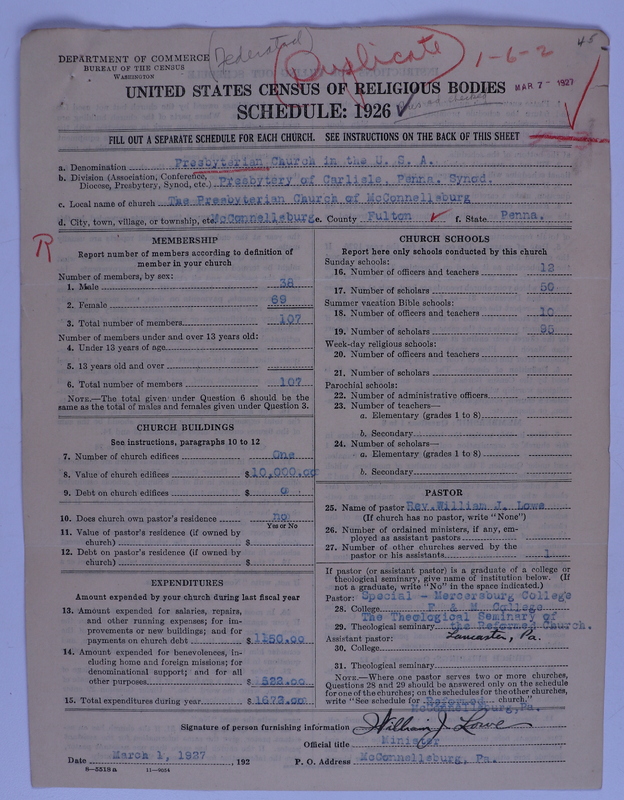 (Federated) Duplicate 1-6-2 45
DEPARTMENT OF COMMERCE
BUREAU OF THE CENSUS
WASHINGTON
MAR 7 - 1927
UNITED STATES CENSUS OF RELIGIOUS BODIES
SCHEDULE: 1926
FILL OUT A SEPARATE SCHEDULE FOR EACH CHURCH. SEE INSTRUCTIONS ON THE BACK OF THIS SHEET
a. Denomination Presbyterian Church in the U. S. A.
b. Division (Association, Conference, Diocese, Presbytery, Synod, etc.) Presbytery of Carlisle, Penna. Synod.
c. Local name of church The Presbyterian Church of McConnellsburg
d. City, town, village, or township, etc. McConnellsburg e. County Fulton f. State Penna.
R
MEMBERSHIP
Report number of members according to definition of
member in your church
Number of members, by sex:
1. Male 38
2. Female 69
3. Total number of members 107
Number of members under and over 13 years old:
4. Under 13 years of age
5. 13 years old and over
6. Total number of members 107
NOTE.—The total given under Question 6 should be
same as the total of males and females given under Question 3.
CHURCH BUILDINGS
See instructions, paragraphs 10 to 12
7. Number of church edifices One
8. Value of church edifices $10,000.00
9. Debt on church edifices $ 0
10. Does church own pastor's residence no
Yes or No
11. Value of pastor's residence (if owned by
church) $
12. Debt on pastor's residence (if owned by
church) $
EXPENDITURES
Amount expended by your church during last fiscal year
13. Amount expended for salaries, repairs,
and other running expenses; for im-
provements or new buildings; and for
payments on church debt $1150.00
14. Amount expended for benevolences, in-
cluding home and foreign missions; for
denominational support; and for all
other purposes $ 522.00
15. Total expenditures during year $1672.00
CHURCH SCHOOLS
Report here only schools conducted by this church
Sunday schools:
16. Number of officers and teachers 12
17. Number of scholars 50
Summer vacation Bible schools:
18. Number of officers and teachers 10
19. Number of scholars 95
Week-day religious schools:
20. Number of officers and teachers
21. Number of scholars
Parochial schools:
22. Number of administrative officers
23. Number of teachers—
a. Elementary (grades 1 to 8)
b. Secondary
24. Number of scholars—
a. Elementary (grades 1 to 8)
b. Secondary
PASTOR
25. Name of pastor Rev. William J. Lowe
(If church has no pastor, write "None")
26. Number of ordained ministers, if any, em-
ployed as assistant pastors
27. Number of other churches served by the
pastor or his assistants 1
If pastor (or assistant pastor) is a graduate of a college or
theological seminary, give name of institution below. (If
not a graduate, write "No" in the space indicated.)
Pastor: Special - Mercersburg College
28. College F & M College
The Theological Seminary of
29. Theological seminary the Reformed Church.
Assistant pastor: Lancaster, Pa.
30. College
31. Theological seminary
NOTE.—Where one pastor serves two or more churches,
Questions 28 and 29 should be answered only on the schedule
for one of the churches; on the schedules for the other churches,
write "See schedule for Reformed church."
McConnellsburg, Pa.
Signature of person furnishing information William J. Lowe
Official title Minister
Date March 1, 1927, 192 P. O. Address McConnellsburg, Pa.
8-5518a 11-9054